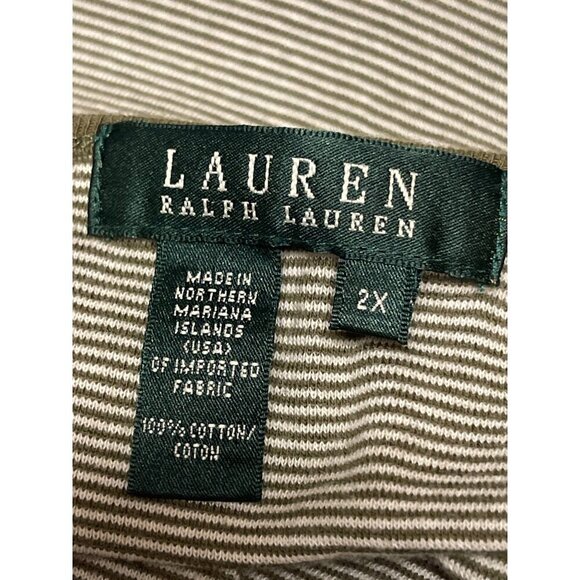 LAUREN
RALPH LAUREN
2X
MADE IN
NORTHERN
MARIANA
ISLANDS
(USA)
OF IMPORTED
FABRIC
100% COTTON/
COTON